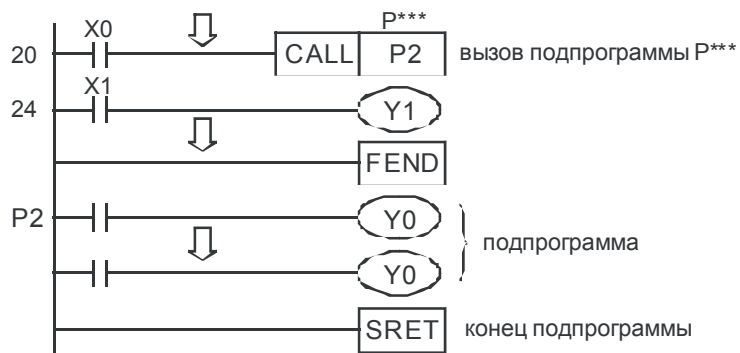 P***
X0
20 CALL P2 вызов подпрограммы P***
X1
24 Y1
FEND
P2 Y0
подпрограмма
Y0
SRET конец подпрограммы